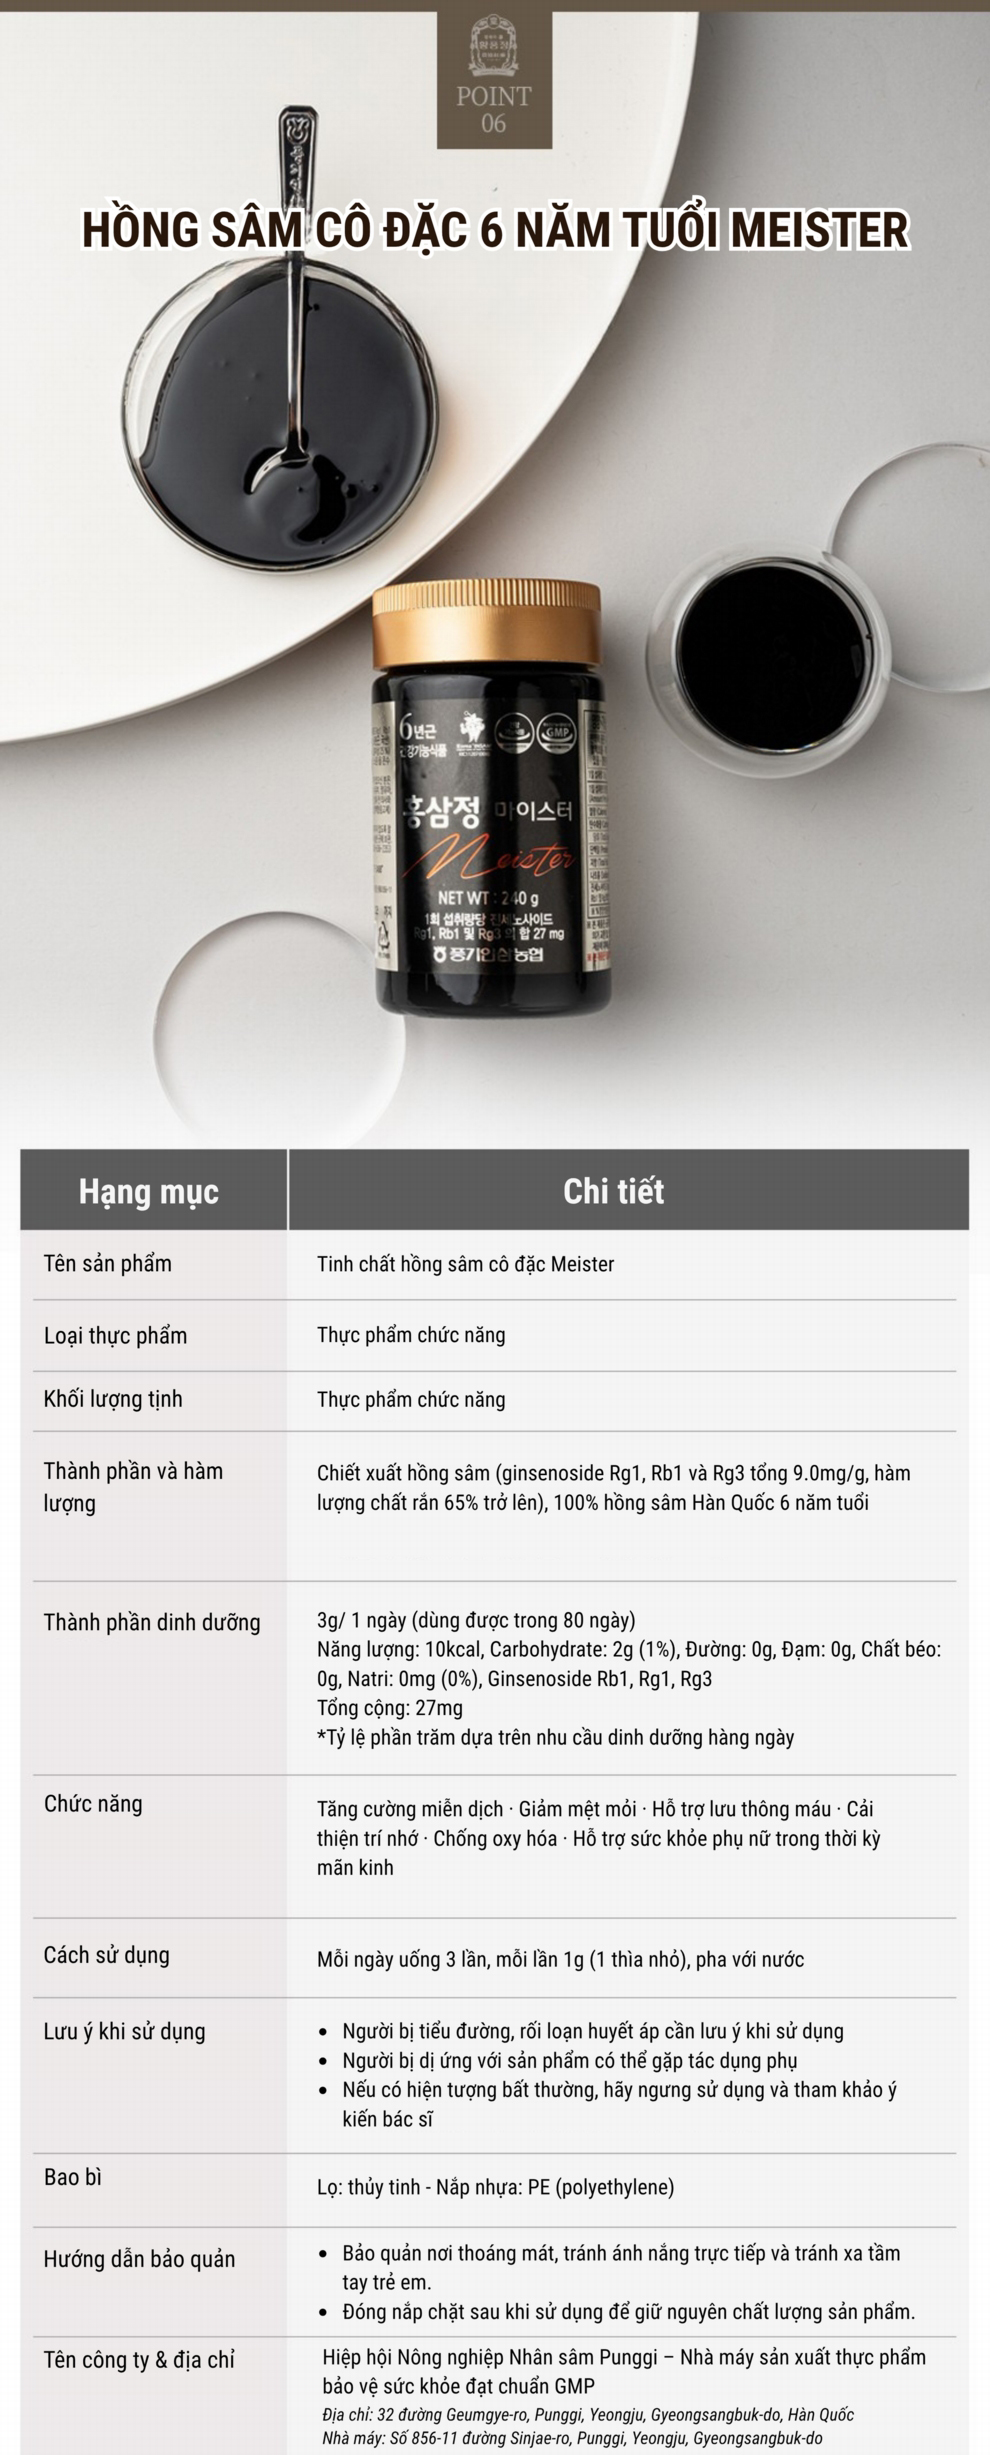 POINT
06
HỒNG SÂM CÔ ĐẶC 6 NĂM TUỔI MEISTER
6년근
건강기능식품
GMP
홍삼정 마이스터
Meister
NET WT : 240 g
1회 섭취량당 진세노사이드
Rg1, Rb1 및 Rg3 의 합 27 mg
풍기인삼농협
Hạng mục
Chi tiết
Tên sản phẩm
Tinh chất hồng sâm cô đặc Meister
Loại thực phẩm
Thực phẩm chức năng
Khối lượng tịnh
Thực phẩm chức năng
Thành phần và hàm
lượng
Chiết xuất hồng sâm (ginsenoside Rg1, Rb1 và Rg3 tổng 9.0mg/g, hàm
lượng chất rắn 65% trở lên), 100% hồng sâm Hàn Quốc 6 năm tuổi
Thành phần dinh dưỡng
3g/ 1 ngày (dùng được trong 80 ngày)
Năng lượng: 10kcal, Carbohydrate: 2g (1%), Đường: 0g, Đạm: 0g, Chất béo:
0g, Natri: 0mg (0%), Ginsenoside Rb1, Rg1, Rg3
Tổng cộng: 27mg
*Tỷ lệ phần trăm dựa trên nhu cầu dinh dưỡng hàng ngày
Chức năng
Tăng cường miễn dịch · Giảm mệt mỏi · Hỗ trợ lưu thông máu · Cải
thiện trí nhớ · Chống oxy hóa · Hỗ trợ sức khỏe phụ nữ trong thời kỳ
mãn kinh
Cách sử dụng
Mỗi ngày uống 3 lần, mỗi lần 1g (1 thìa nhỏ), pha với nước
Lưu ý khi sử dụng
• Người bị tiểu đường, rối loạn huyết áp cần lưu ý khi sử dụng
• Người bị dị ứng với sản phẩm có thể gặp tác dụng phụ
• Nếu có hiện tượng bất thường, hãy ngưng sử dụng và tham khảo ý
kiến bác sĩ
Bao bì
Lọ: thủy tinh - Nắp nhựa: PE (polyethylene)
Hướng dẫn bảo quản
• Bảo quản nơi thoáng mát, tránh ánh nắng trực tiếp và tránh xa tầm
tay trẻ em.
• Đóng nắp chặt sau khi sử dụng để giữ nguyên chất lượng sản phẩm.
Tên công ty & địa chỉ
Hiệp hội Nông nghiệp Nhân sâm Punggi – Nhà máy sản xuất thực phẩm
bảo vệ sức khỏe đạt chuẩn GMP
Địa chỉ: 32 đường Geumgye-ro, Punggi, Yeongju, Gyeongsangbuk-do, Hàn Quốc
Nhà máy: Số 856-11 đường Sinjae-ro, Punggi, Yeongju, Gyeongsangbuk-do